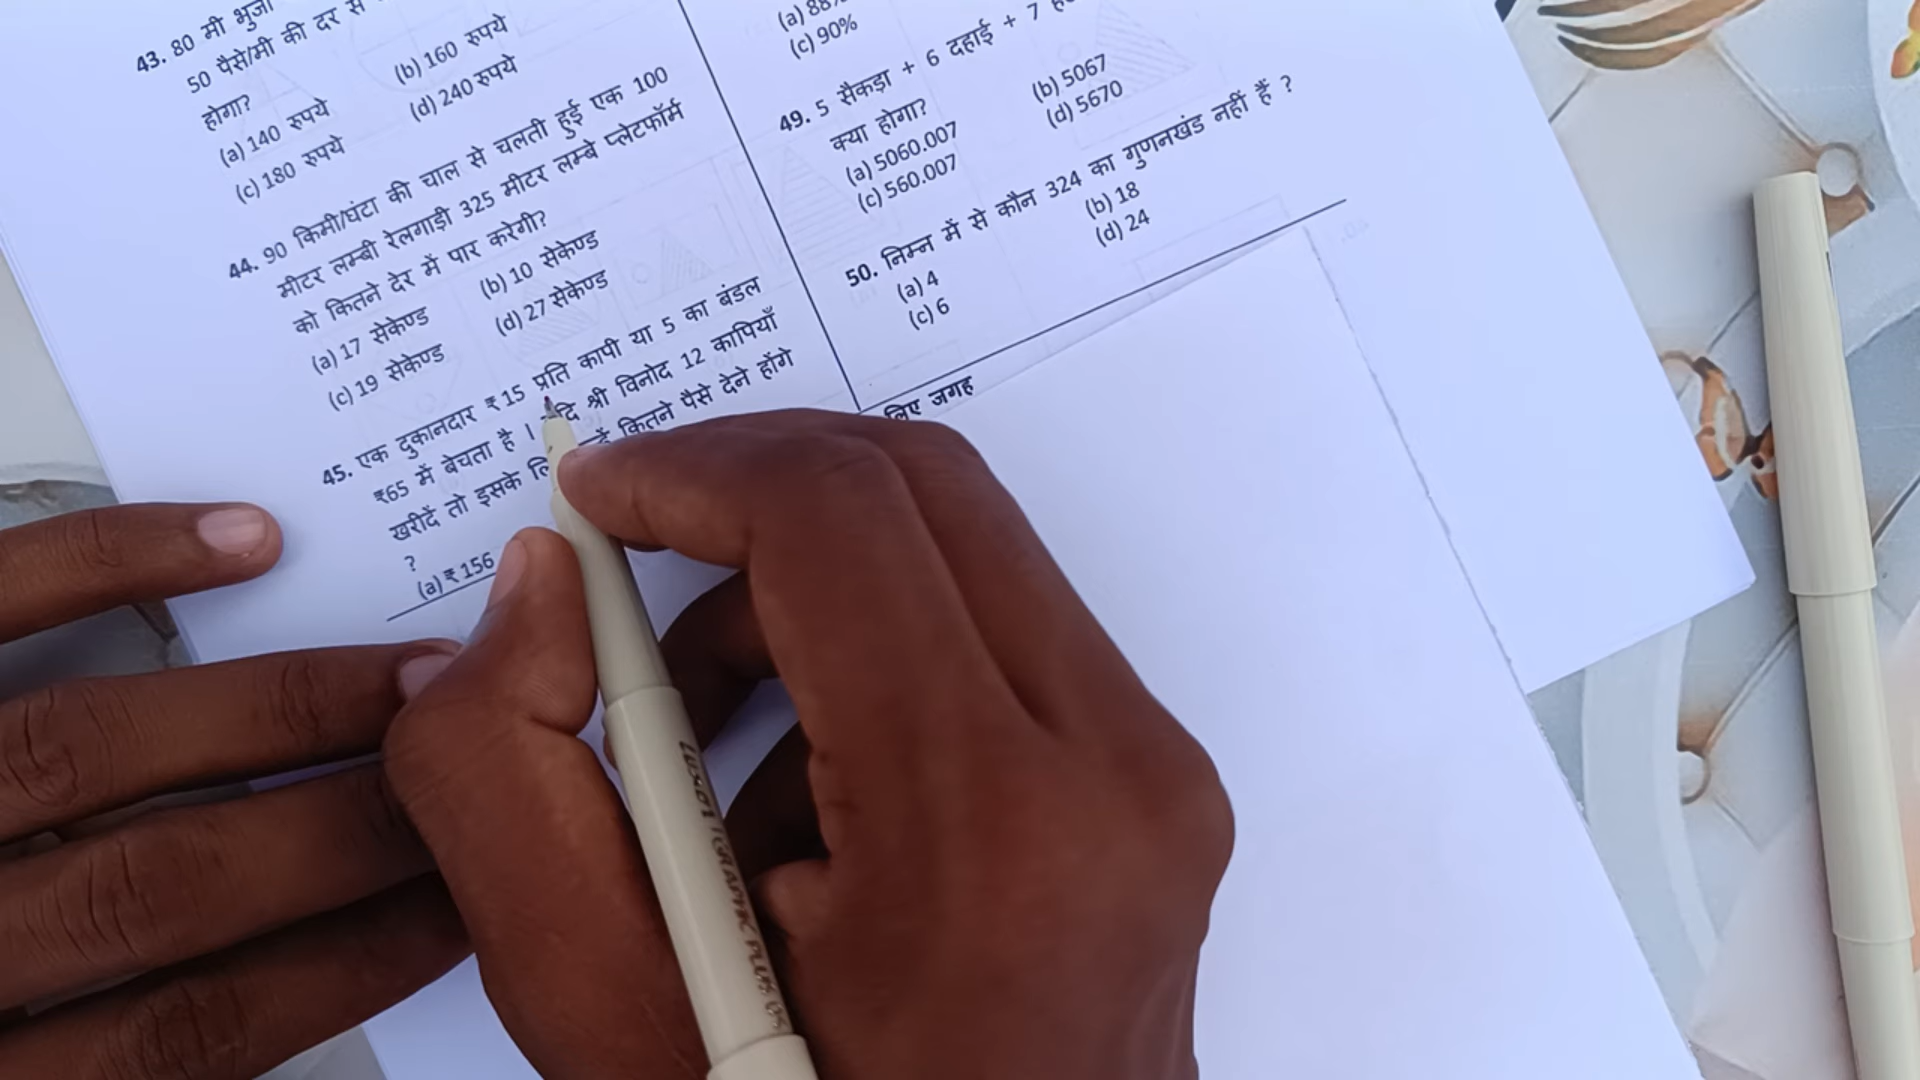 43. 80 मी भुजा
50 पैसे/मी की दर से
होगा?
(a) 140 रुपये (b) 160 रुपये
(c) 180 रुपये (d) 240 रुपये
44. 90 किमी/घंटा की चाल से चलती हुई एक 100
मीटर लम्बी रेलगाड़ी 325 मीटर लम्बे प्लेटफॉर्म
को कितने देर में पार करेगी?
(a) 17 सेकेण्ड (b) 10 सेकेण्ड
(c) 19 सेकेण्ड (d) 27 सेकेण्ड
45. एक दुकानदार ₹15 प्रति कापी या 5 का बंडल
₹65 में बेचता है । श्री विनोद 12 कापियाँ
खरीदें तो इसके कितने पैसे देने होंगे
?
(a) ₹ 156
(a) 88%
(c) 90%
49. 5 सैकड़ा + 6 दहाई + 7
क्या होगा?
(a) 5060.007 (b) 5067
(c) 560.007 (d) 5670
50. निम्न में से कौन 324 का गुणनखंड नहीं हैं ?
(a) 4 (b) 18
(c) 6 (d) 24
लिए जगह
LUXOR